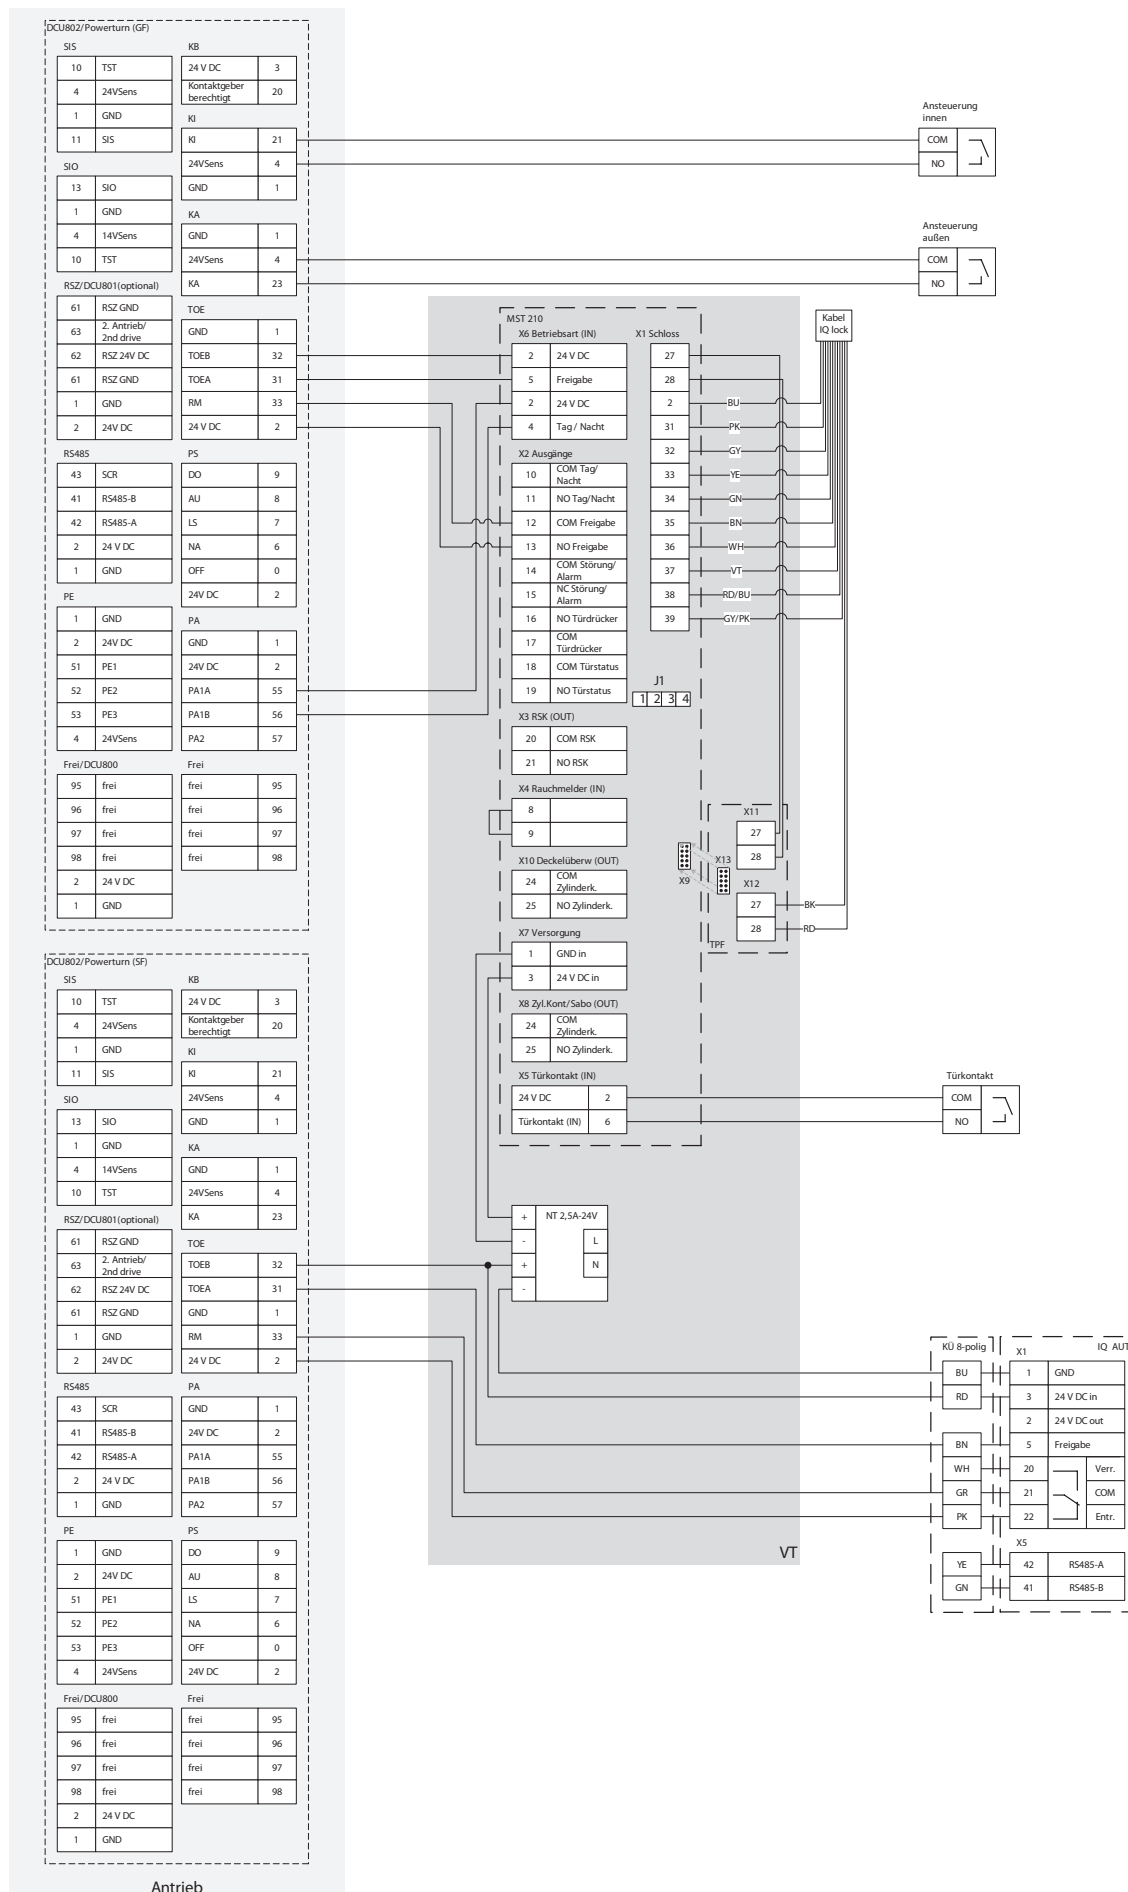 DCU802/Powerturn (GF)
SIS
10 TST
4 24VSens
1 GND
11 SIS
SIO
13 SIO
1 GND
4 14VSens
10 TST
RSZ/DCU801(optional)
61 RSZ GND
63 2. Antrieb/
2nd drive
62 RSZ 24V DC
61 RSZ GND
1 GND
2 24V DC
RS485
43 SCR
41 RS485-B
42 RS485-A
2 24 V DC
1 GND
PE
1 GND
2 24V DC
51 PE1
52 PE2
53 PE3
4 24VSens
Frei/DCU800
95 frei
96 frei
97 frei
98 frei
2 24 V DC
1 GND
KB
24 V DC 3
Kontaktgeber
berechtigt 20
KI
KI 21
24VSens 4
GND 1
KA
GND 1
24VSens 4
KA 23
TOE
GND 1
TOEB 32
TOEA 31
RM 33
24 V DC 2
PS
DO 9
AU 8
LS 7
NA 6
OFF 0
24V DC 2
PA
GND 1
24V DC 2
PA1A 55
PA1B 56
PA2 57
Frei
frei 95
frei 96
frei 97
frei 98
DCU802/Powerturn (SF)
SIS
10 TST
4 24VSens
1 GND
11 SIS
SIO
13 SIO
1 GND
4 14VSens
10 TST
RSZ/DCU801(optional)
61 RSZ GND
63 2. Antrieb/
2nd drive
62 RSZ 24V DC
61 RSZ GND
1 GND
2 24V DC
RS485
43 SCR
41 RS485-B
42 RS485-A
2 24 V DC
1 GND
PE
1 GND
2 24V DC
51 PE1
52 PE2
53 PE3
4 24VSens
Frei/DCU800
95 frei
96 frei
97 frei
98 frei
2 24 V DC
1 GND
KB
24 V DC 3
Kontaktgeber
berechtigt 20
KI
KI 21
24VSens 4
GND 1
KA
GND 1
24VSens 4
KA 23
TOE
TOEB 32
TOEA 31
GND 1
RM 33
24 V DC 2
PA
GND 1
24V DC 2
PA1A 55
PA1B 56
PA2 57
PS
DO 9
AU 8
LS 7
NA 6
OFF 0
24V DC 2
Frei
frei 95
frei 96
frei 97
frei 98
Antrieb
MST 210
X6 Betriebsart (IN)
2 24 V DC
5 Freigabe
2 24 V DC
4 Tag / Nacht
X2 Ausgänge
10 COM Tag/
Nacht
11 NO Tag/Nacht
12 COM Freigabe
13 NO Freigabe
14 COM Störung/
Alarm
15 NC Störung/
Alarm
16 NO Türdrücker
17 COM
Türdrücker
18 COM Türstatus
19 NO Türstatus
X3 RSK (OUT)
20 COM RSK
21 NO RSK
X4 Rauchmelder (IN)
8
9
X10 Deckelüberw (OUT)
24 COM
Zylinderk.
25 NO Zylinderk.
X7 Versorgung
1 GND in
3 24 V DC in
X8 Zyl.Kont/Sabo (OUT)
24 COM
Zylinderk.
25 NO Zylinderk.
X5 Türkontakt (IN)
24 V DC 2
Türkontakt (IN) 6
X1 Schloss
27
28
2 BU
31 PK
32 GY
33 YE
34 GN
35 BN
36 WH
37 VT
38 RD/BU
39 GY/PK
J1
1 2 3 4
X9
X13
X11
27
28
X12
27 BK
28 RD
TPF
Kabel
IQ lock
NT 2,5A-24V
+
- L
+ N
-
VT
Ansteuerung
innen
COM
NO
Ansteuerung
außen
COM
NO
Türkontakt
COM
NO
KÜ 8-polig
BU
RD
BN
WH
GR
PK
YE
GN
IQ AUT
X1
1 GND
3 24 V DC in
2 24 V DC out
5 Freigabe
20 Verr.
21 COM
22 Entr.
X5
42 RS485-A
41 RS485-B